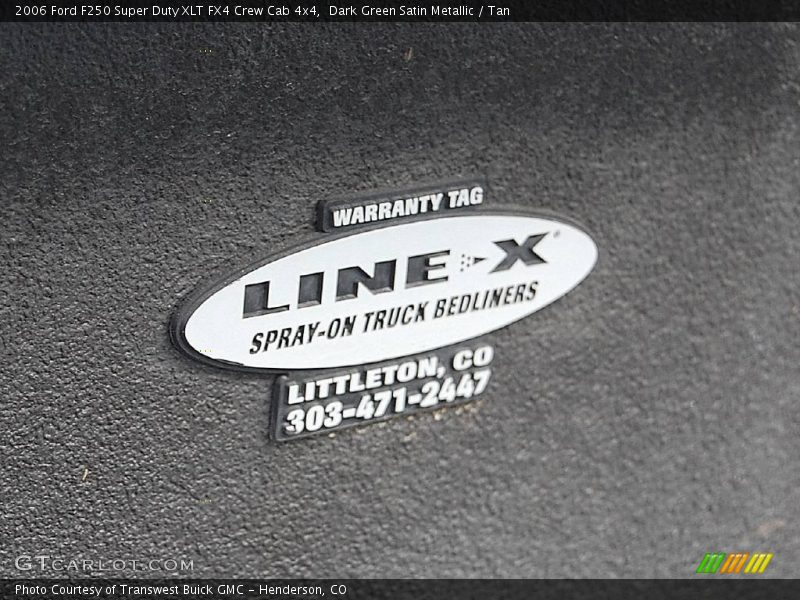 2006 Ford F250 Super Duty XLT FX4 Crew Cab 4x4, Dark Green Satin Metallic / Tan
WARRANTY TAG
LINE-X®
SPRAY-ON TRUCK BEDLINERS
LITTLETON, CO
303-471-2447
GTCARLOT.COM
Photo Courtesy of Transwest Buick GMC - Henderson, CO